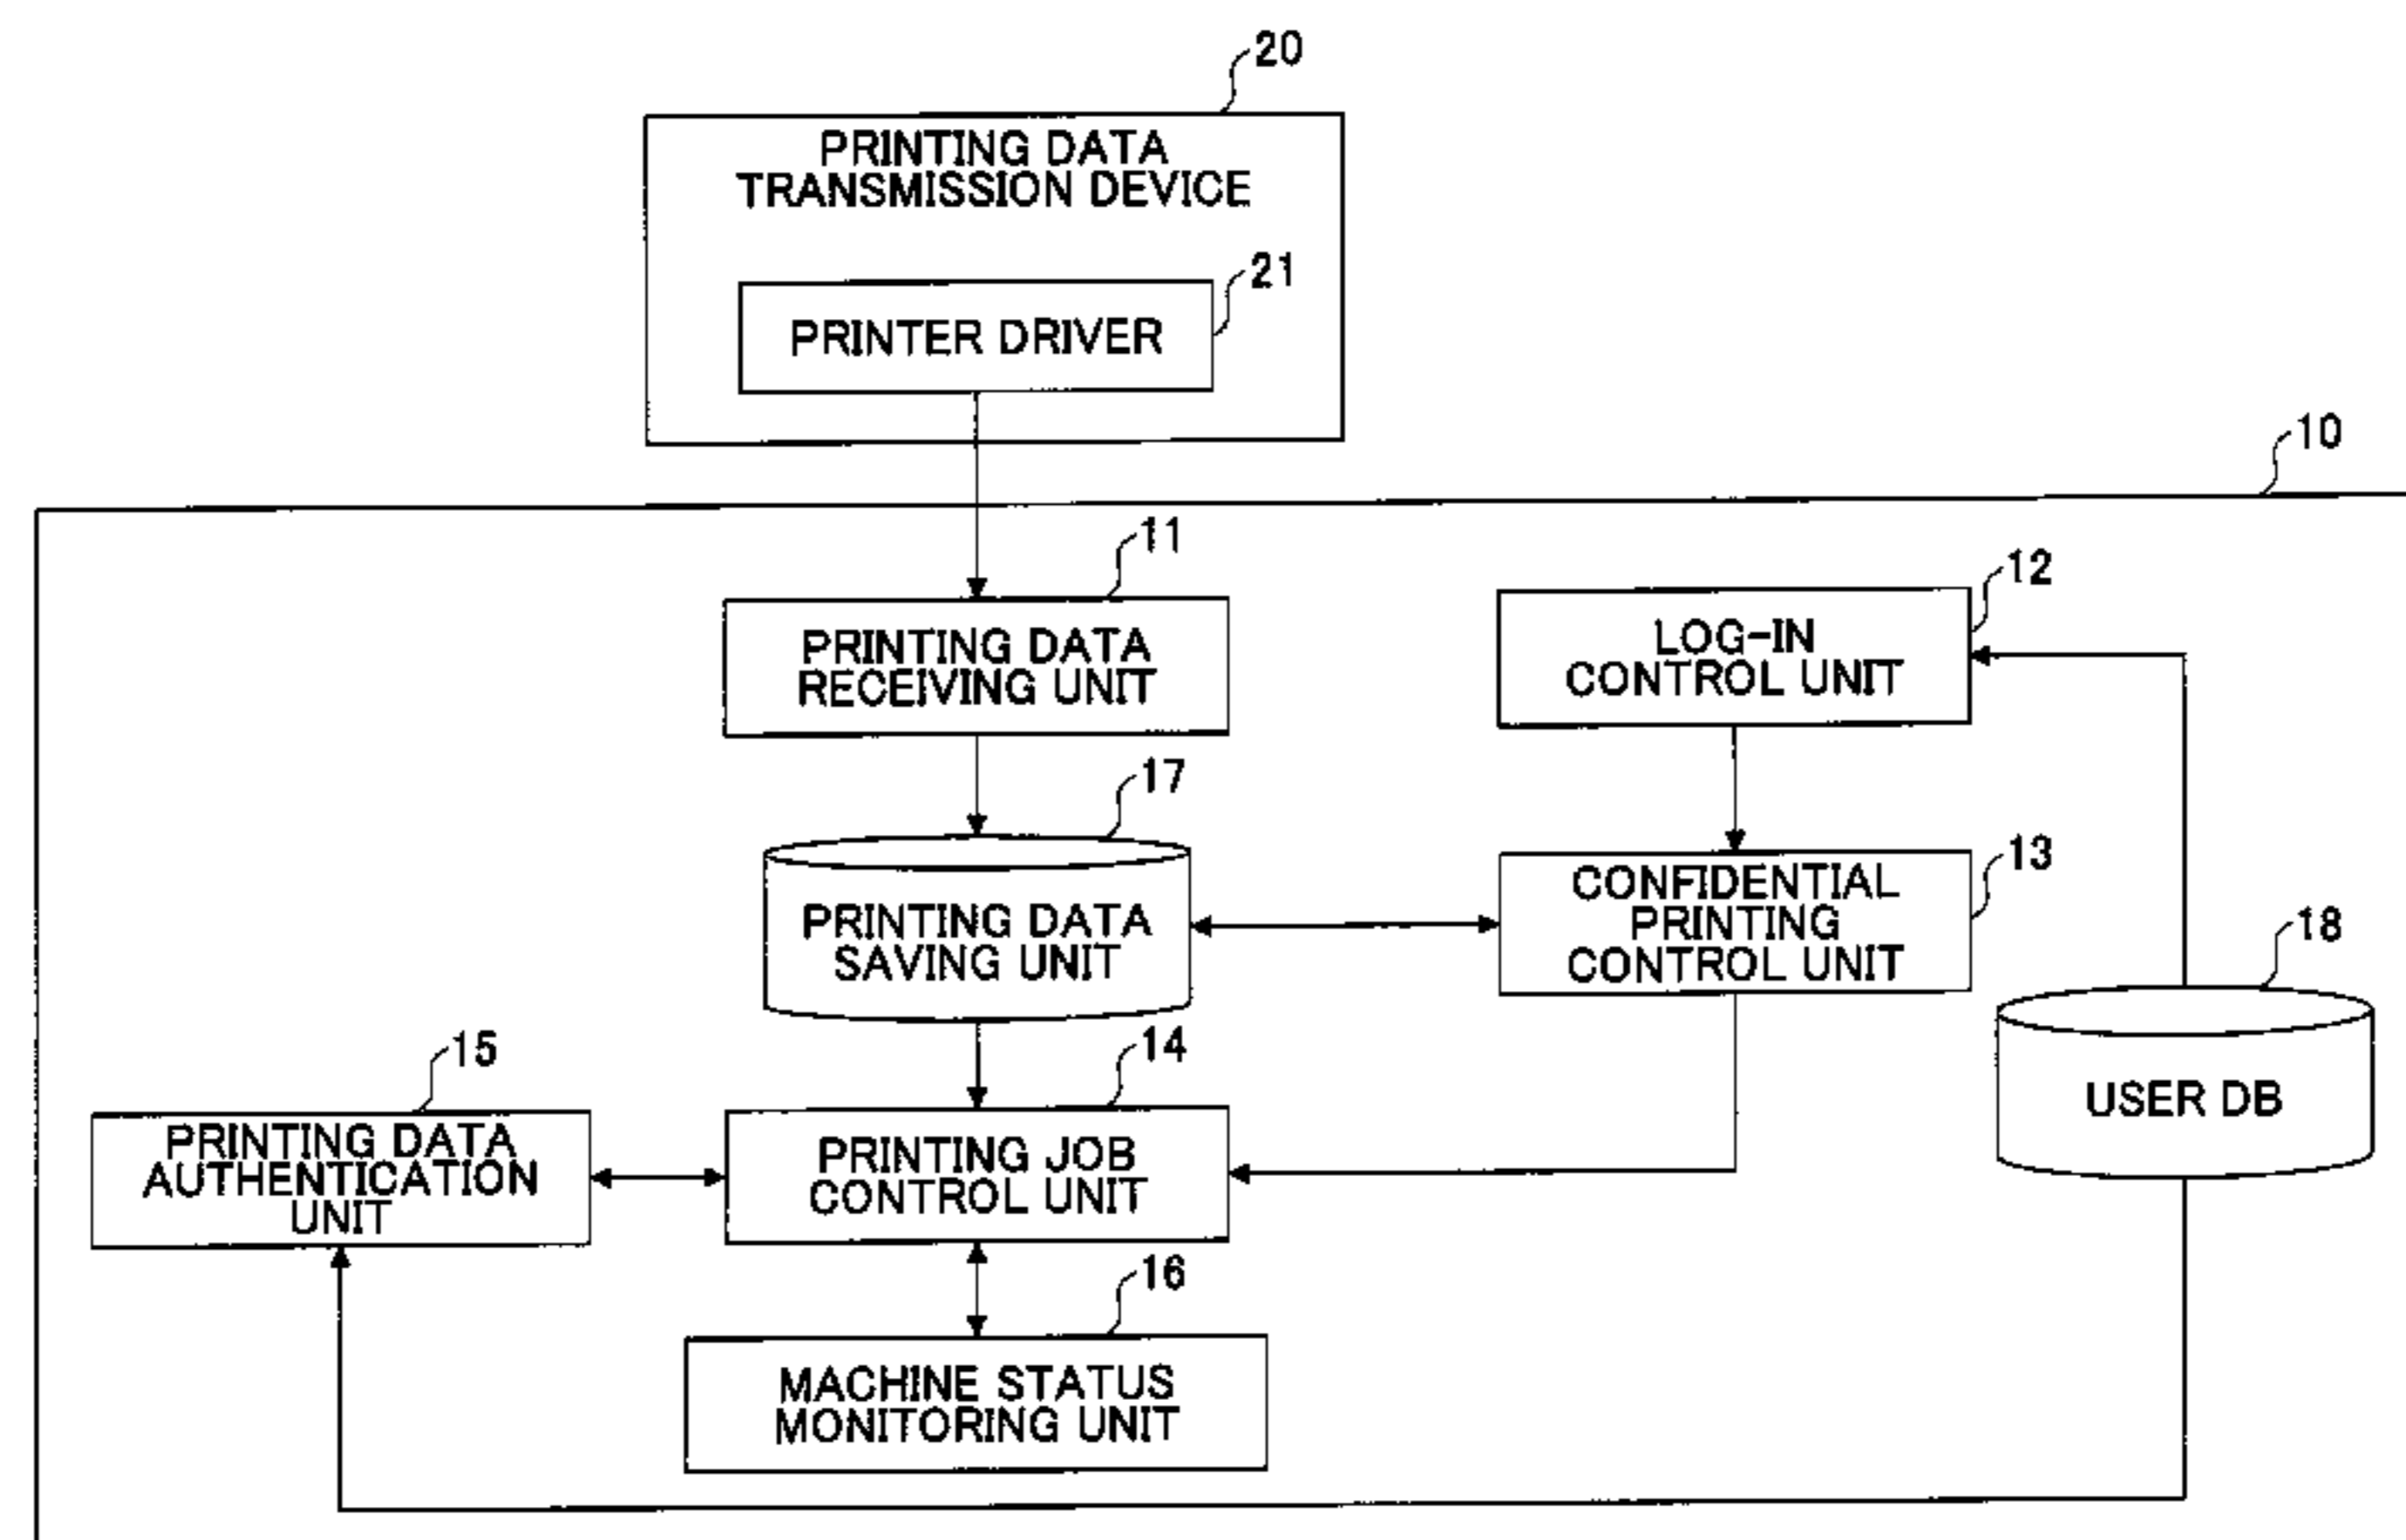 20
PRINTING DATA
TRANSMISSION DEVICE
21
PRINTER DRIVER
10
11
PRINTING DATA
RECEIVING UNIT
12
LOG-IN
CONTROL UNIT
17
PRINTING DATA
SAVING UNIT
13
CONFIDENTIAL
PRINTING
CONTROL UNIT
18
USER DB
15
PRINTING DATA
AUTHENTICATION
UNIT
14
PRINTING JOB
CONTROL UNIT
16
MACHINE STATUS
MONITORING UNIT